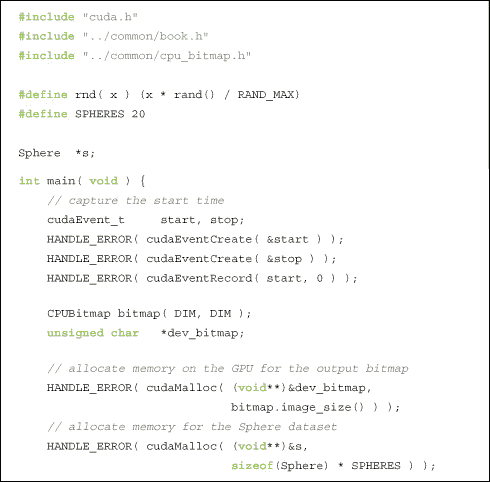 #include "cuda.h"
#include "../common/book.h"
#include "../common/cpu_bitmap.h"
#define rnd( x ) (x * rand() / RAND_MAX)
#define SPHERES 20
Sphere *s;
int main( void ) {
// capture the start time
cudaEvent_t start, stop;
HANDLE_ERROR( cudaEventCreate( &start ) );
HANDLE_ERROR( cudaEventCreate( &stop ) );
HANDLE_ERROR( cudaEventRecord( start, 0 ) );
CPUBitmap bitmap( DIM, DIM );
unsigned char *dev_bitmap;
// allocate memory on the GPU for the output bitmap
HANDLE_ERROR( cudaMalloc( (void**)&dev_bitmap,
bitmap.image_size() ) );
// allocate memory for the Sphere dataset
HANDLE_ERROR( cudaMalloc( (void**)&s,
sizeof(Sphere) * SPHERES ) );